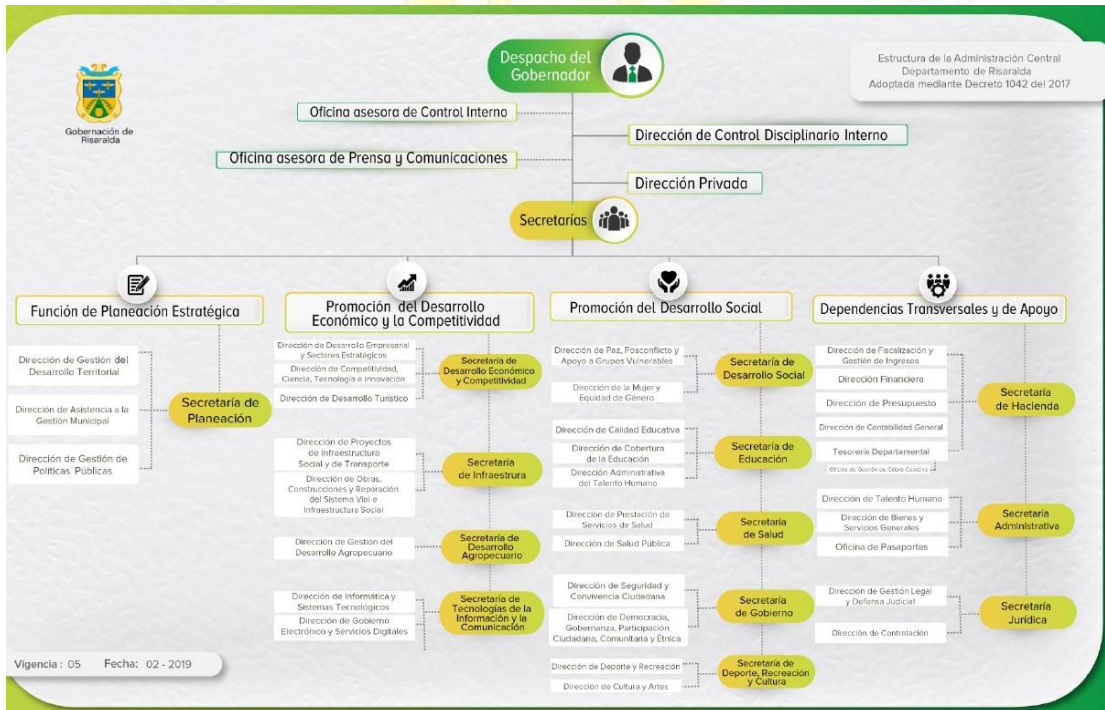 Despacho del
Gobernador
Estructura de la Administración Central
Departamento de Risaralda
Adoptada mediante Decreto 1042 del 2017
Gobernación de
Risaralda
Oficina asesora de Control Interno
Dirección de Control Disciplinario Interno
Oficina asesora de Prensa y Comunicaciones
Dirección Privada
Secretarías
Función de Planeación Estratégica
Dirección de Gestión del
Desarrollo Territorial
Dirección de Asistencia a la
Gestión Municipal
Dirección de Gestión de
Políticas Públicas
Secretaría de
Planeación
Promoción del Desarrollo
Económico y la Competitividad
Dirección de Desarrollo Empresarial
y Sectores Estratégicos
Dirección de Competitividad,
Ciencia, Tecnología e Innovación
Dirección de Desarrollo Turístico
Secretaría de
Desarrollo Económico
y Competitividad
Dirección de Proyectos
de Infraestructura
Social y de Transporte
Dirección de Obras,
Construcciones y Reparación
del Sistema Vial e
Infraestructura Social
Secretaría
de Infraestrura
Dirección de Gestión del
Desarrollo Agropecuario
Secretaría de
Desarrollo
Agropecuario
Dirección de Informática y
Sistemas Tecnológicos
Dirección de Gobierno
Electrónico y Servicios Digitales
Secretaría de
Tecnologías de la
Información y la
Comunicación
Promoción del Desarrollo Social
Dirección de Paz, Posconflicto y
Apoyo a Grupos Vulnerables
Dirección de la Mujer y
Equidad de Género
Secretaría de
Desarrollo Social
Dirección de Calidad Educativa
Dirección de Cobertura
de la Educación
Dirección Administrativa
del Talento Humano
Secretaría de
Educación
Dirección de Prestación de
Servicios de Salud
Dirección de Salud Pública
Secretaría
de Salud
Dirección de Seguridad y
Convivencia Ciudadana
Dirección de Democracia,
Gobernanza, Participación
Ciudadana, Comunitaria y Étnica
Secretaría
de Gobierno
Dirección de Deporte y Recreación
Dirección de Cultura y Artes
Secretaría de
Deporte, Recreación
y Cultura
Dependencias Transversales y de Apoyo
Dirección de Fiscalización y
Gestión de Ingresos
Dirección Financiera
Dirección de Presupuesto
Dirección de Contabilidad General
Tesorería Departamental
Oficina de Gestión de Cobro Coactivo
Secretaría
de Hacienda
Dirección de Talento Humano
Dirección de Bienes y
Servicios Generales
Oficina de Pasaportes
Secretaría
Administrativa
Dirección de Gestión Legal
y Defensa Judicial
Dirección de Contratación
Secretaría
Jurídica
Vigencia : 05 Fecha: 02 - 2019